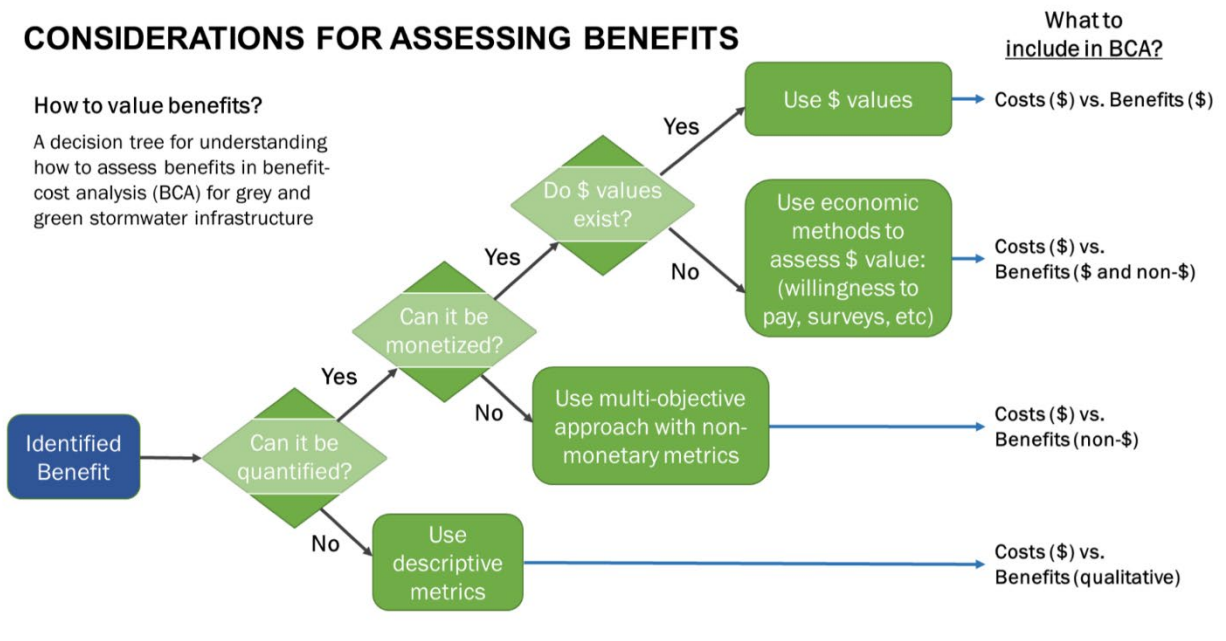 CONSIDERATIONS FOR ASSESSING BENEFITS
What to
include in BCA?
How to value benefits?
A decision tree for understanding
how to assess benefits in benefit-
cost analysis (BCA) for grey and
green stormwater infrastructure
Identified
Benefit
Can it be
quantified?
Yes
No
Can it be
monetized?
Yes
No
Do $ values
exist?
Yes
No
Use $ values
Costs ($) vs. Benefits ($)
Use economic
methods to
assess $ value:
(willingness to
pay, surveys, etc)
Costs ($) vs.
Benefits ($ and non-$)
Use multi-objective
approach with non-
monetary metrics
Costs ($) vs.
Benefits (non-$)
Use
descriptive
metrics
Costs ($) vs.
Benefits (qualitative)